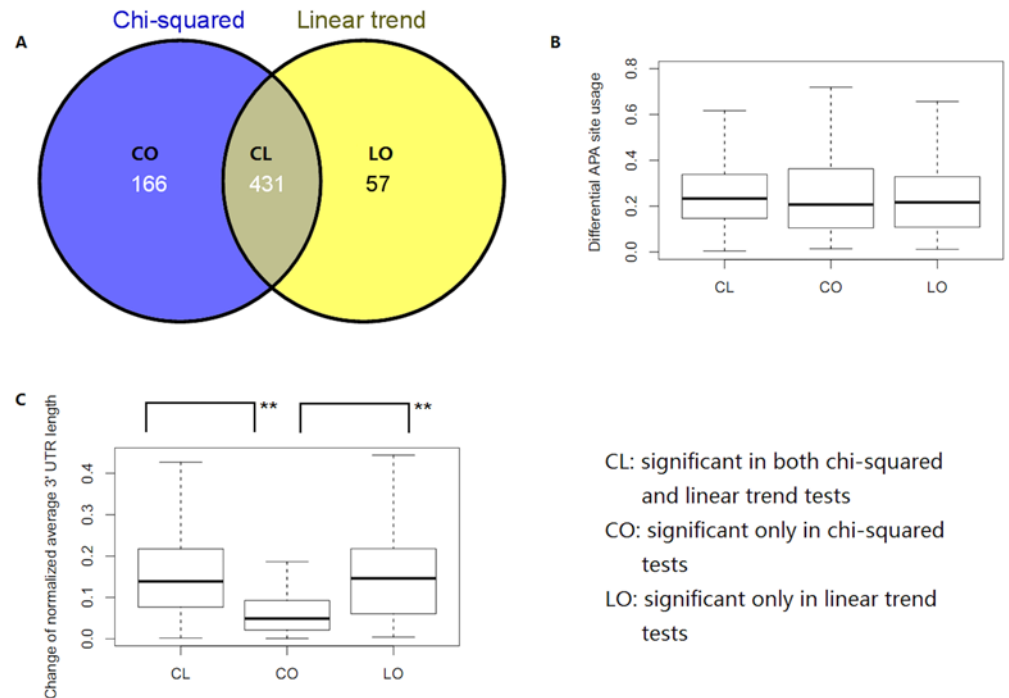 Chi-squared
Linear trend
A
CO
CL
LO
166
431
57
B
Differential APA site usage
0.8
0.6
0.4
0.2
0.0
CL
CO
LO
C
**
**
Change of normalized average 3' UTR length
0.4
0.3
0.2
0.1
0.0
CL
CO
LO
CL: significant in both chi-squared
and linear trend tests
CO: significant only in chi-squared
tests
LO: significant only in linear trend
tests